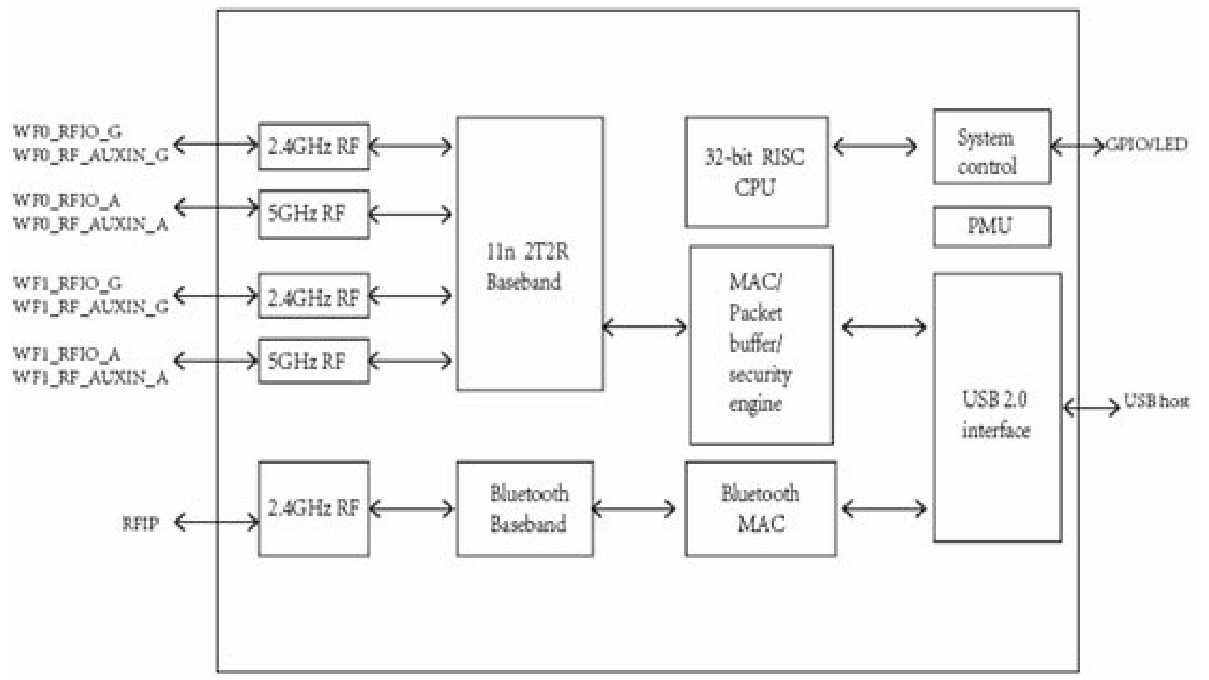 WF0_RFIO_G
WF0_RF_AUXIN_G
2.4GHz RF
WF0_RFIO_A
WF0_RF_AUXIN_A
5GHz RF
WF1_RFIO_G
WF1_RF_AUXIN_G
2.4GHz RF
WF1_RFIO_A
WF1_RF_AUXIN_A
5GHz RF
11n 2T2R
Baseband
32-bit RISC
CPU
System
control
GPIO/LED
PMU
MAC/
Packet
buffer/
security
engine
USB 2.0
interface
USB host
RFIP
2.4GHz RF
Bluetooth
Baseband
Bluetooth
MAC